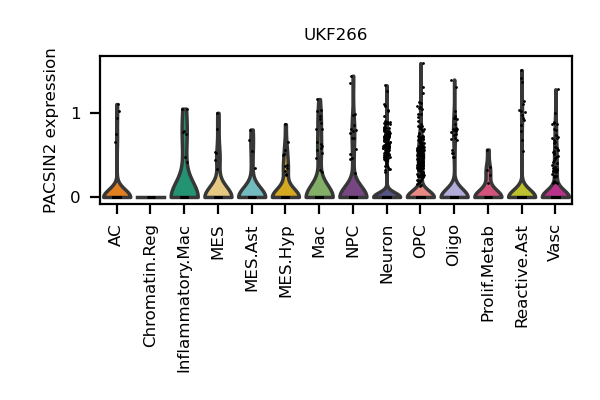 UKF266
PACSIN2 expression
1
0
AC
Chromatin.Reg
Inflammatory.Mac
MES
MES.Ast
MES.Hyp
Mac
NPC
Neuron
OPC
Oligo
Prolif.Metab
Reactive.Ast
Vasc